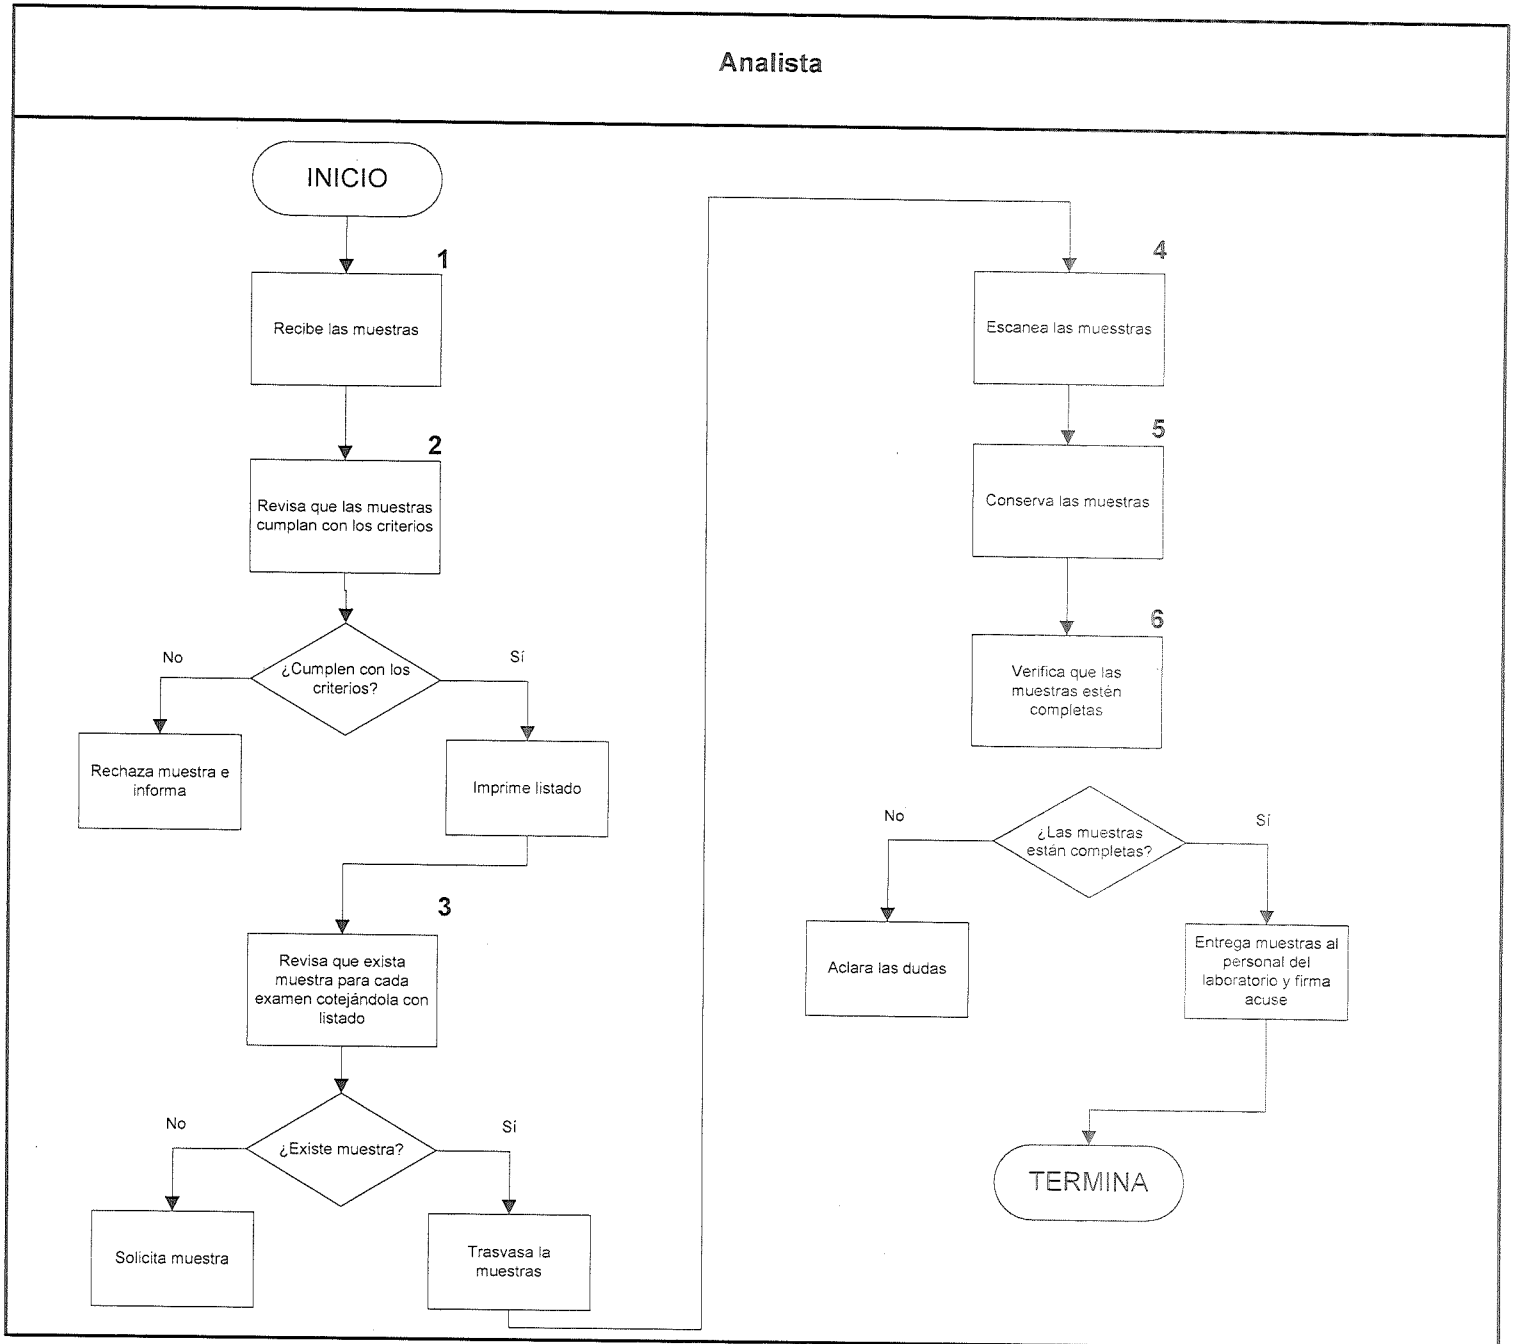 Analista
INICIO
1
Recibe las muestras
2
Revisa que las muestras
cumplan con los criterios
¿Cumplen con los
criterios?
No
Sí
Rechaza muestra e
informa
Imprime listado
3
Revisa que exista
muestra para cada
examen cotejándola con
listado
¿Existe muestra?
No
Sí
Solicita muestra
Trasvasa la
muestras
4
Escanea las muesstras
5
Conserva las muestras
6
Verifica que las
muestras estén
completas
¿Las muestras
están completas?
No
Sí
Aclara las dudas
Entrega muestras al
personal del
laboratorio y firma
acuse
TERMINA